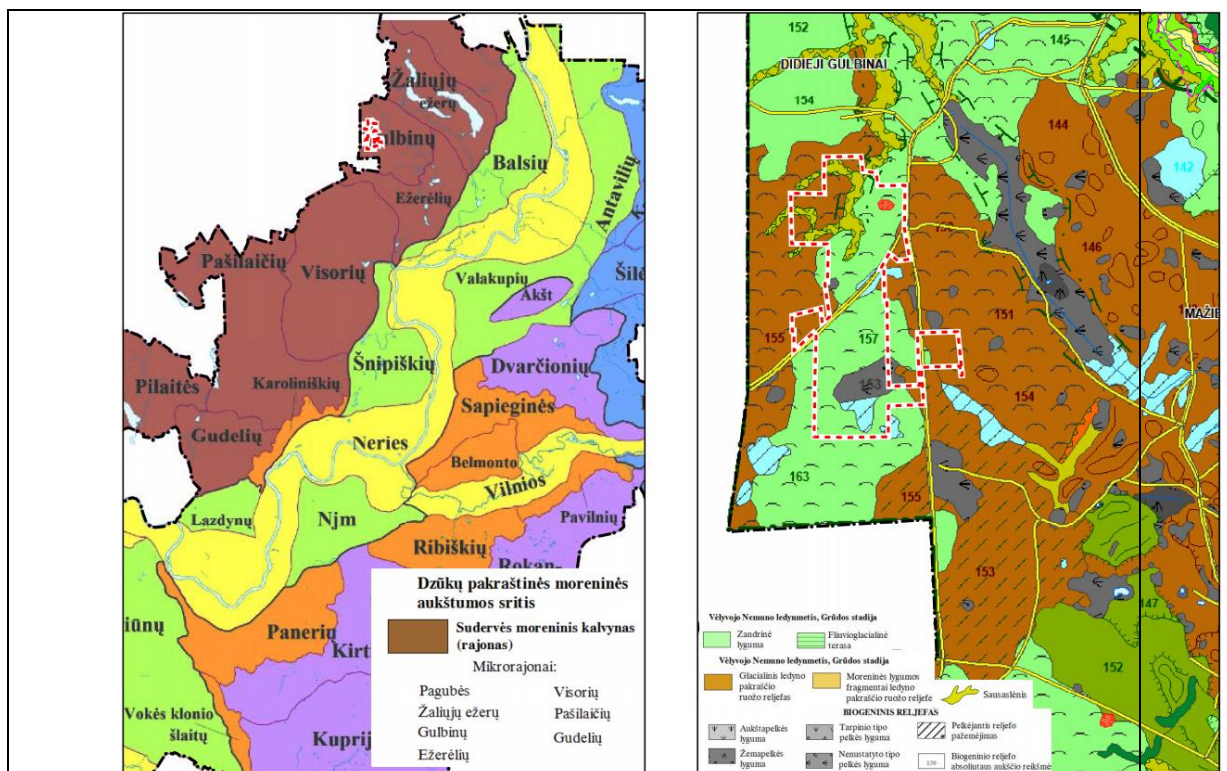 Žaliųjų
ežerų
Balsių
Ežerėlių
Antavilių
Pašilaičių
Visorių
Valakupių
Akšt
Šnipiškių
Dvarčionių
Pilaitės
Karoliniškių
Sapieginės
Gudelių
Neries
Belmonto
Vilnios
Lazdynų
Njm
Pavilnių
Ribiškių
Rokan-
Panerių
Vokės klonio
šlaitų
Dzūkų pakraštinės moreninės
aukštumos sritis
Sudervės moreninis kalvynas
(rajonas)
Mikrorajonai:
Pagubės
Visorių
Žaliųjų ežerų
Pašilaičių
Gulbinų
Gudelių
Ežerėlių
152
145
DIDIEJI GULBINAI
154
144
142
146
151
155
157
153
154
163
155
153
147
152
Vėlyvojo Nemuno ledynmetis, Grūdos stadija
Zandrinė
lyguma
Fliuvioglacialinė
terasa
Vėlyvojo Nemuno ledynmetis, Grūdos stadija
Glacialinis ledyno
pakraščio
ruožo reljefas
Moreninės lygumos
fragmentai ledyno
pakraščio ruožo reljefe
Sausaslėnis
BIOGENINIS RELJEFAS
Aukštapelkės
lyguma
Tarpinio tipo
pelkės lyguma
Pelkėjantis reljefo
pažemėjimas
Žemapelkės
lyguma
Nenustatyto tipo
pelkės lyguma
Biogeninio reljefo
absoliutaus aukščio reikšmė